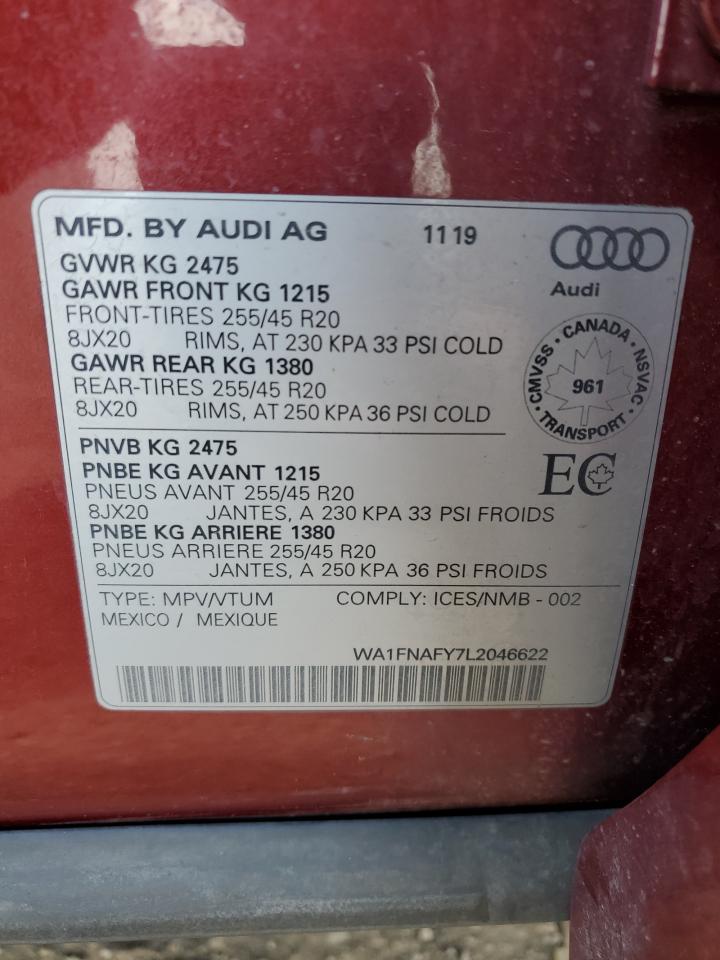 MFD. BY AUDI AG 1119
Audi
GVWR KG 2475
GAWR FRONT KG 1215
FRONT-TIRES 255/45 R20
8JX20 RIMS, AT 230 KPA 33 PSI COLD
GAWR REAR KG 1380
REAR-TIRES 255/45 R20
8JX20 RIMS, AT 250 KPA 36 PSI COLD
CMVSS · CANADA · NSVAC · TRANSPORT ·
961
PNVB KG 2475
PNBE KG AVANT 1215
PNEUS AVANT 255/45 R20
8JX20 JANTES, A 230 KPA 33 PSI FROIDS
PNBE KG ARRIERE 1380
PNEUS ARRIERE 255/45 R20
8JX20 JANTES, A 250 KPA 36 PSI FROIDS
EC
TYPE: MPV/VTUM COMPLY: ICES/NMB - 002
MEXICO / MEXIQUE
WA1FNAFY7L2046622